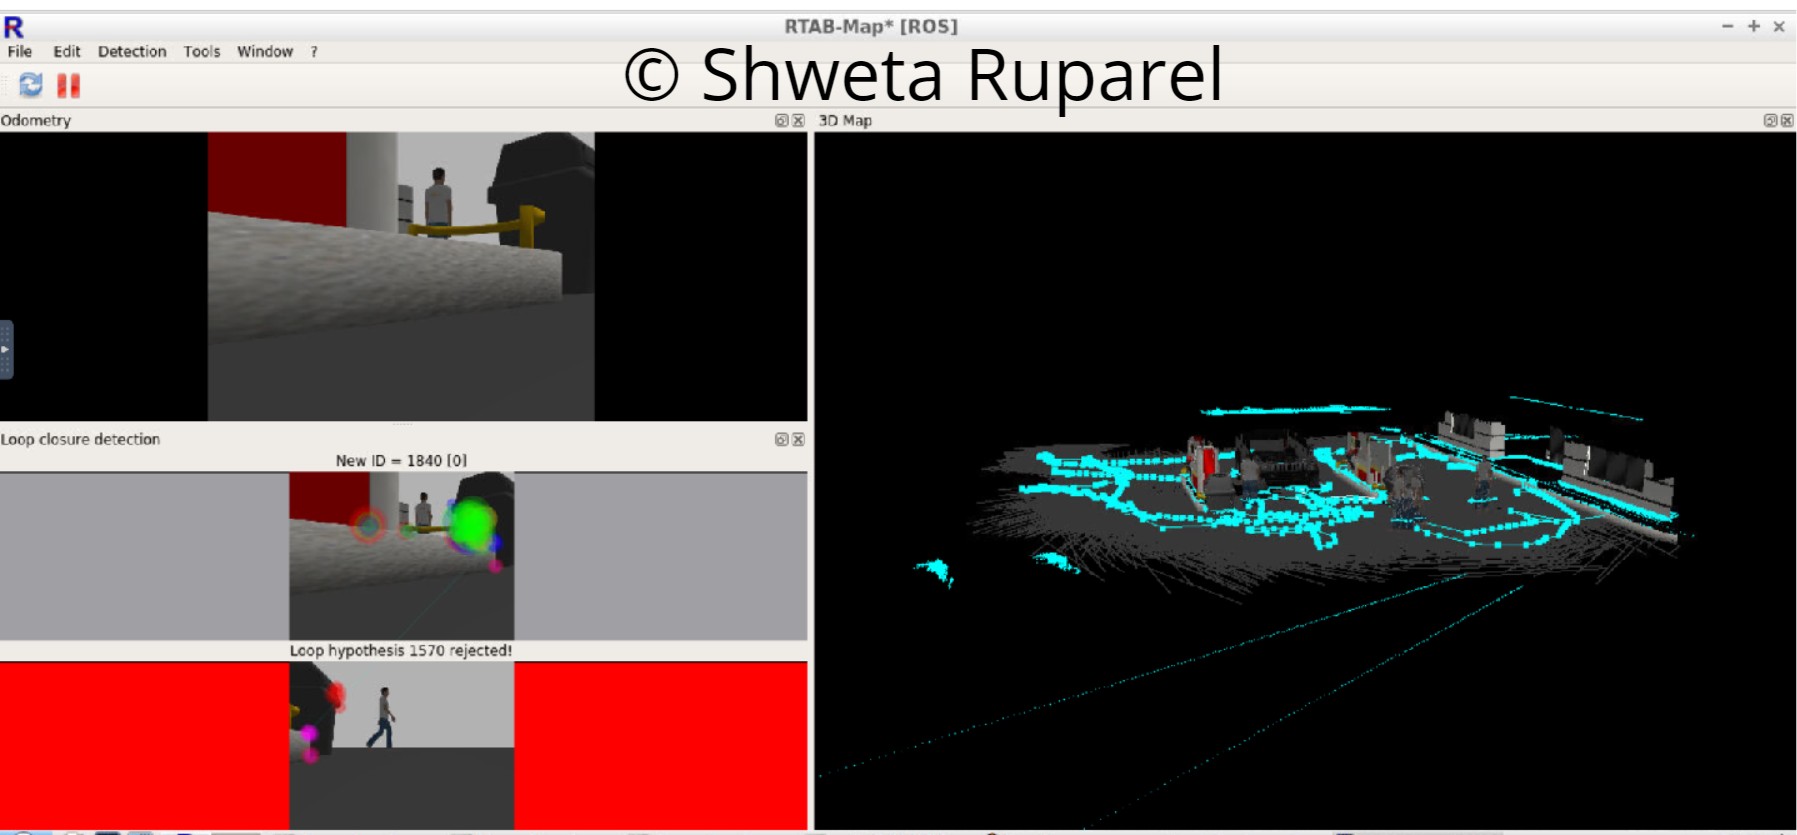 RTAB-Map* [ROS]
File Edit Detection Tools Window ?
© Shweta Ruparel
Odometry
3D Map
Loop closure detection
New ID = 1840 [0]
Loop hypothesis 1570 rejected!